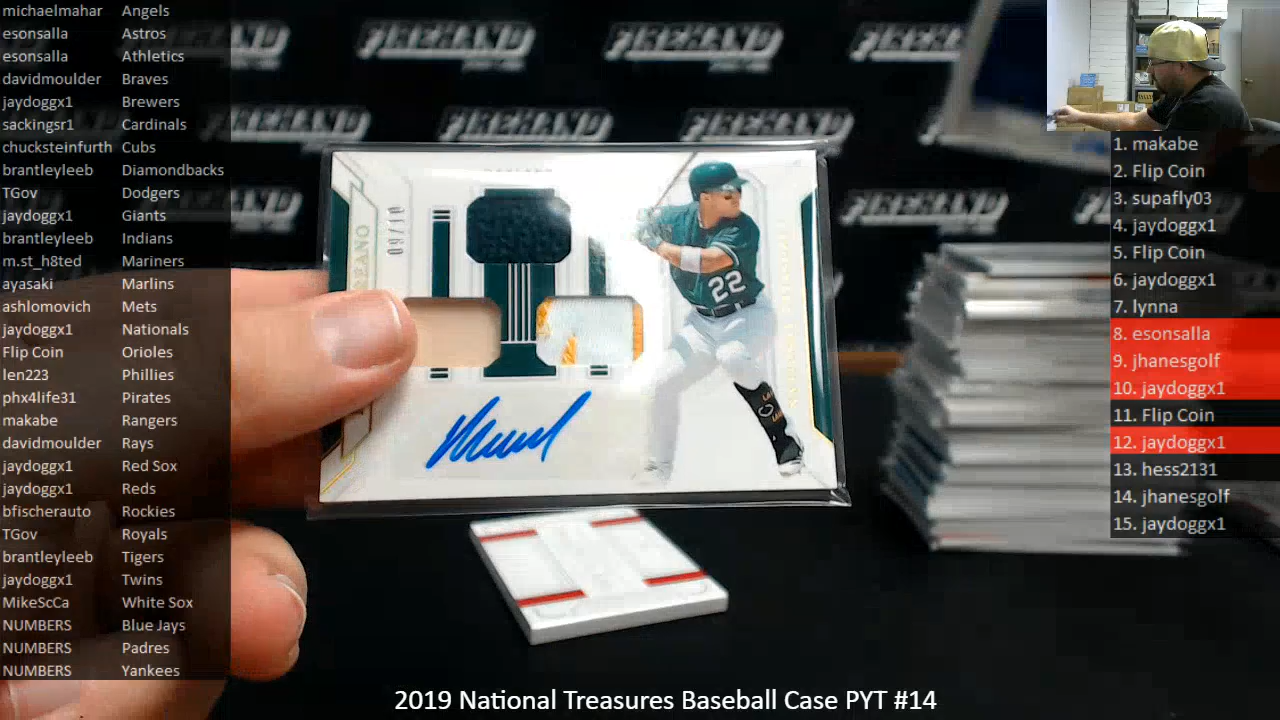 michaelmahar Angels
esonsalla Astros
esonsalla Athletics
davidmoulder Braves
jaydoggx1 Brewers
sackingsr1 Cardinals
chucksteinfurth Cubs
brantleyleeb Diamondbacks
TGov Dodgers
jaydoggx1 Giants
brantleyleeb Indians
m.st_h8ted Mariners
ayasaki Marlins
ashlomovich Mets
jaydoggx1 Nationals
Flip Coin Orioles
len223 Phillies
phx4life31 Pirates
makabe Rangers
davidmoulder Rays
jaydoggx1 Red Sox
jaydoggx1 Reds
bfischerauto Rockies
TGov Royals
brantleyleeb Tigers
jaydoggx1 Twins
MikeScCa White Sox
NUMBERS Blue Jays
NUMBERS Padres
NUMBERS Yankees
FIREHAND
FIREHAND
FIREHAND
FIREHAND
FIREHAND
FIREHAND
09/10
22
1. makabe
2. Flip Coin
3. supafly03
4. jaydoggx1
5. Flip Coin
6. jaydoggx1
7. lynna
8. esonsalla
9. jhanesgolf
10. jaydoggx1
11. Flip Coin
12. jaydoggx1
13. hess2131
14. jhanesgolf
15. jaydoggx1
2019 National Treasures Baseball Case PYT #14